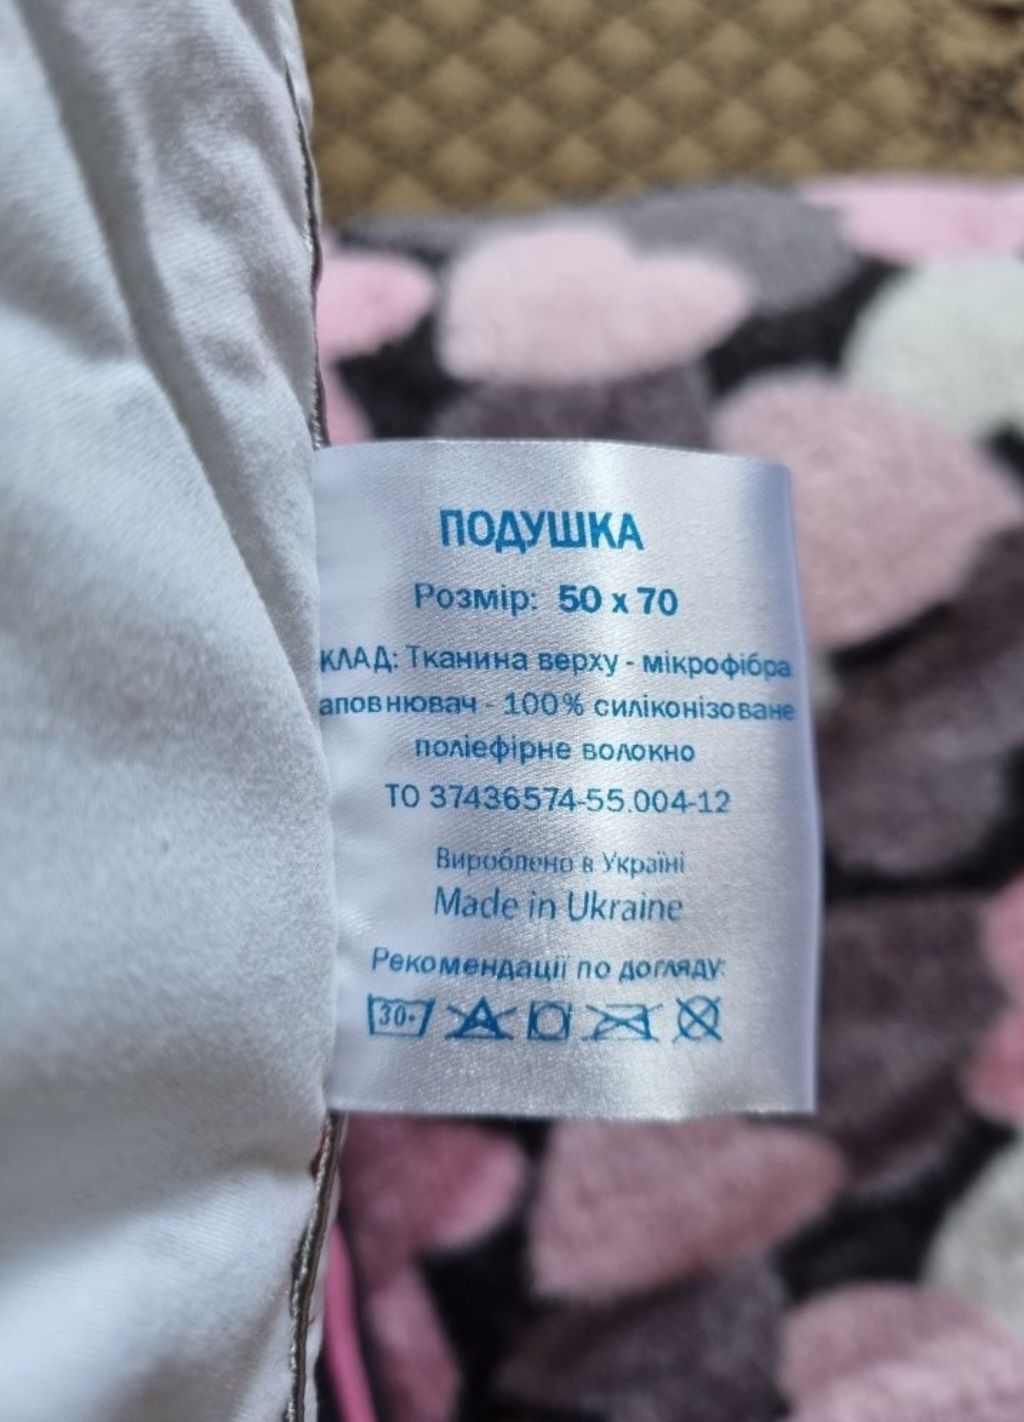 ПОДУШКА
Розмір: 50 x 70
КЛАД: Тканина верху - мікрофібра
аповнювач - 100% силіконізоване
поліефірне волокно
ТО 37436574-55.004-12
Вироблено в Україні
Made in Ukraine
Рекомендації по догляду:
30•